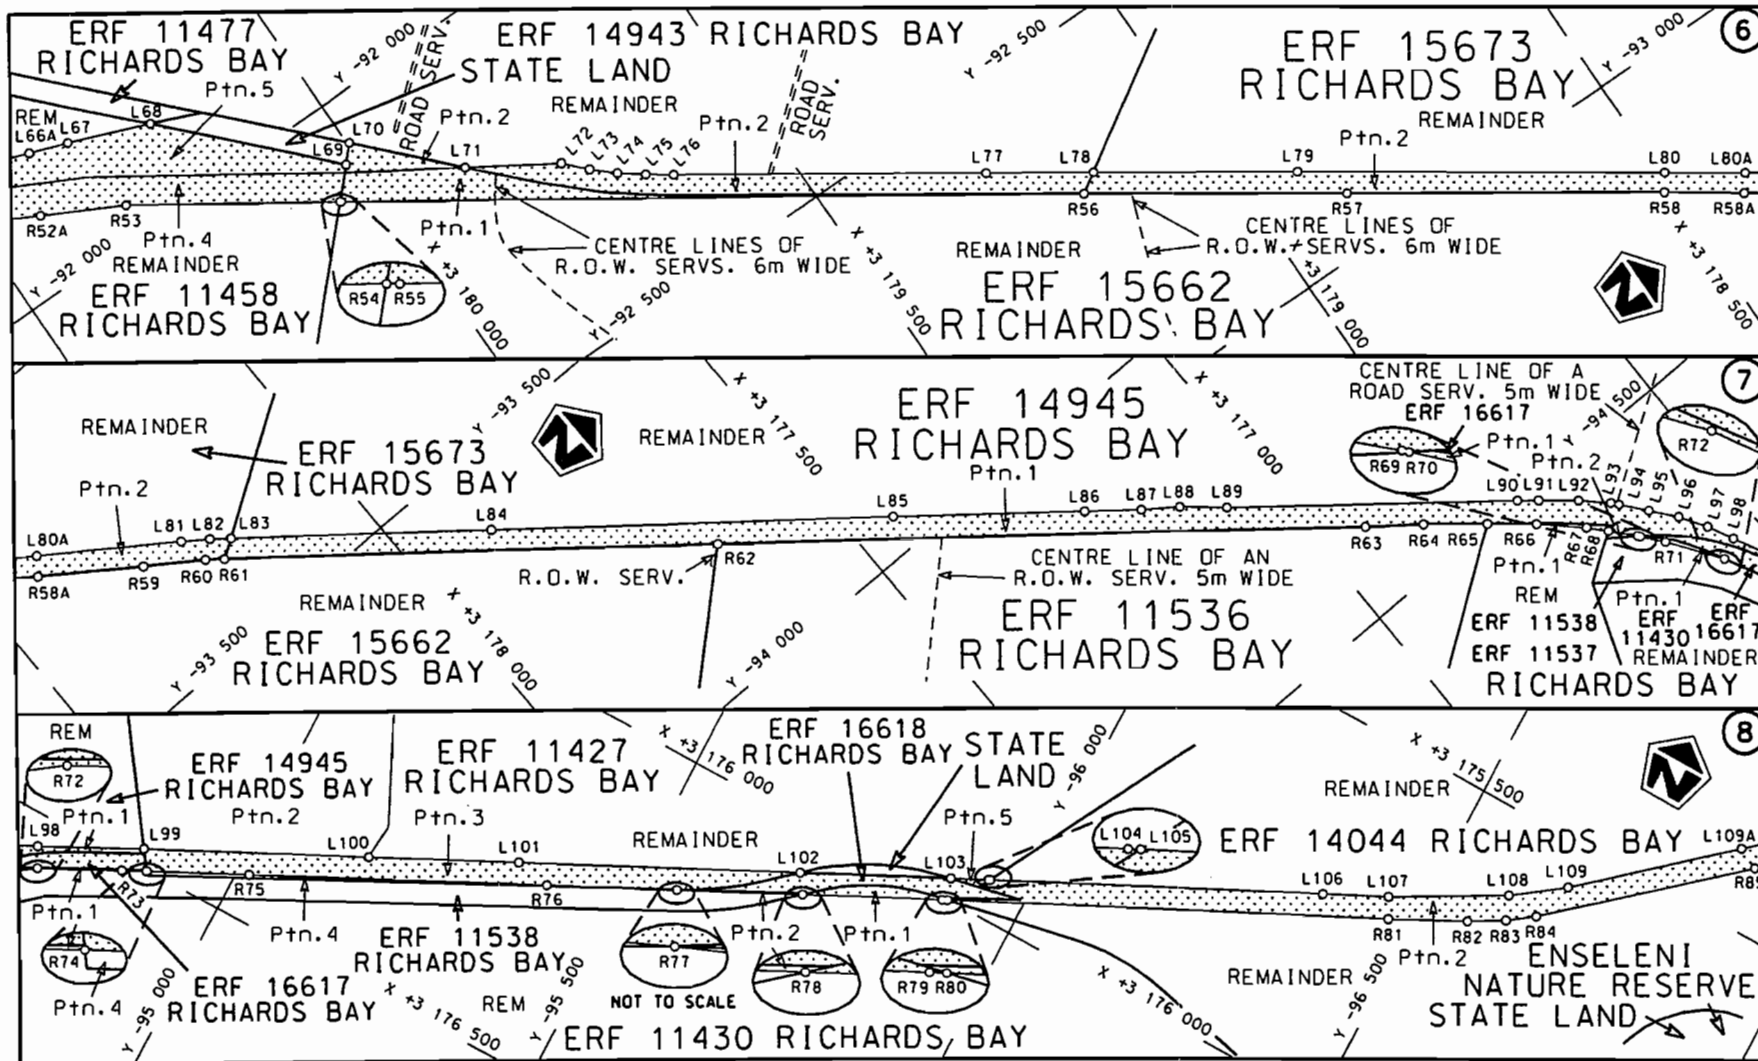 ERF 11477
RICHARDS BAY
Y -92 000
ROAD SERV.
ERF 14943 RICHARDS BAY
STATE LAND
Y -92 500
ERF 15673
RICHARDS BAY
Y -93 000
6
Ptn.5
REM
L66A
L67
L68
L69
L70
Ptn.2
REMAINDER
L71
L72
L73
L74
L75
L76
Ptn.2
ROAD
SERV.
L77
L78
L79
Ptn.2
REMAINDER
L80
L80A
R52A
R53
Ptn.4
Ptn.1
R56
R57
R58
R58A
Y -92 000
REMAINDER
ERF 11458
RICHARDS BAY
R54
R55
X +3 180 000
CENTRE LINES OF
R.O.W. SERVS. 6m WIDE
Y -92 500
X +3 179 500
REMAINDER
CENTRE LINES OF
R.O.W. SERVS. 6m WIDE
ERF 15662
RICHARDS BAY
X +3 179 000
X +3 178 500
7
REMAINDER
ERF 15673
RICHARDS BAY
Y -93 500
REMAINDER
X +3 177 500
ERF 14945
RICHARDS BAY
Ptn.1
X +3 177 000
CENTRE LINE OF A
ROAD SERV. 5m WIDE
ERF 16617
Y -94 500
R69
R70
Ptn.1
Ptn.2
R72
Ptn.2
L80A
L81
L82
L83
L84
L85
L86
L87
L88
L89
L90
L91
L92
L93
L94
L95
L96
L97
L98
R58A
R59
R60
R61
R.O.W. SERV.
R62
CENTRE LINE OF AN
R.O.W. SERV. 5m WIDE
R63
R64
R65
R66
R67
R68
R71
REMAINDER
ERF 15662
RICHARDS BAY
Y -93 500
X +3 178 000
Y -94 000
ERF 11536
RICHARDS BAY
Ptn.1
REM
ERF 11538
ERF 11537
Ptn.1
ERF
11430
ERF
16617
REMAINDER
RICHARDS BAY
8
REM
R72
ERF 14945
RICHARDS BAY
Ptn.1
Ptn.2
ERF 11427
RICHARDS BAY
Ptn.3
X +3 176 000
REMAINDER
ERF 16618
RICHARDS BAY
STATE
LAND
Y -96 000
Ptn.5
L104
L105
REMAINDER
X +3 175 500
ERF 14044 RICHARDS BAY
L98
L99
L100
L101
L102
L103
L106
L107
L108
L109
L109A
R73
R75
R76
R81
R82
R83
R84
R85
Ptn.1
R74
Ptn.4
Ptn.4
ERF 11538
RICHARDS BAY
R77
NOT TO SCALE
Ptn.2
R78
Ptn.1
R79
R80
Ptn.2
ERF 16617
RICHARDS BAY
Y -95 000
X +3 176 500
REM
Y -95 500
ERF 11430 RICHARDS BAY
X +3 176 000
REMAINDER
Y -96 500
ENSELENI
NATURE RESERVE
STATE LAND